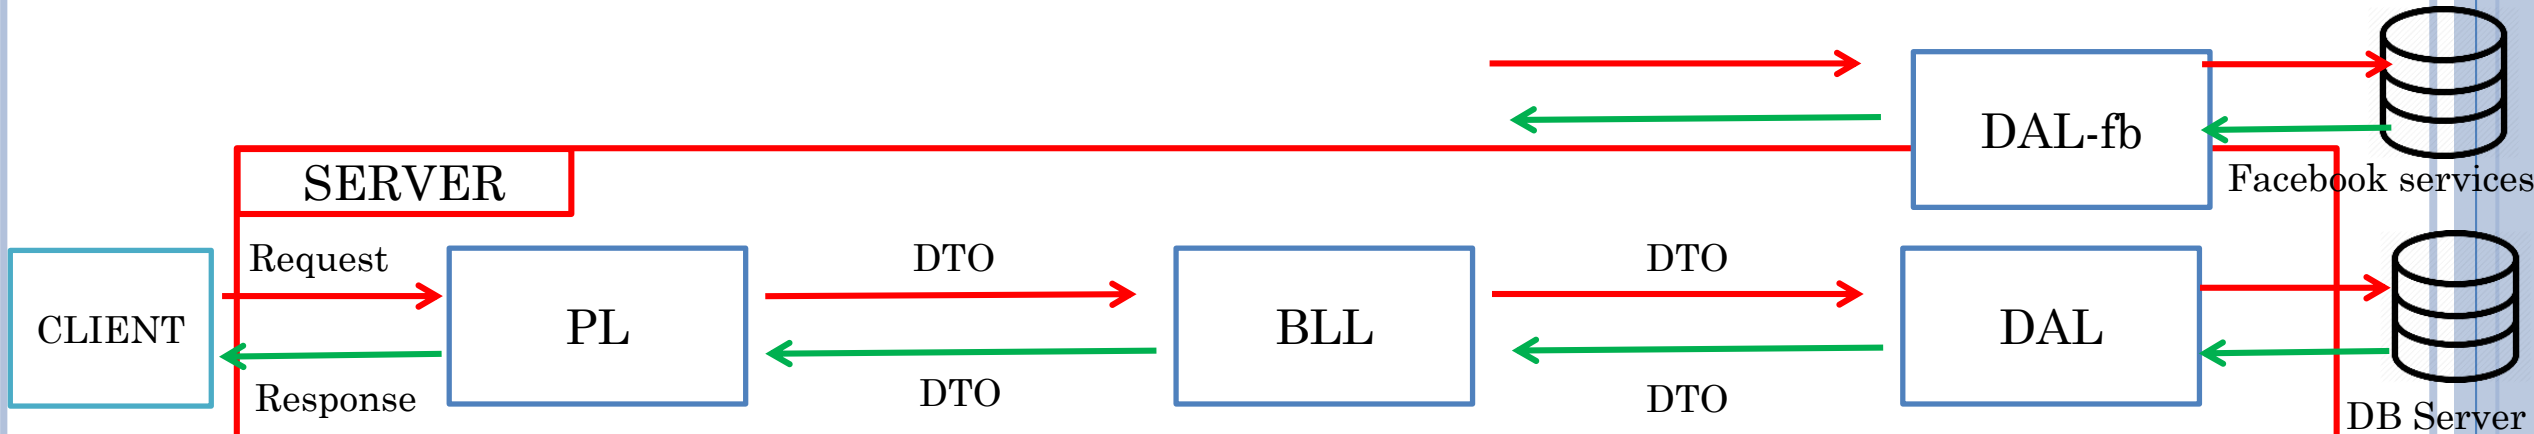 DAL-fb
Facebook services
SERVER
Request
DTO
DTO
CLIENT
PL
BLL
DAL
Response
DTO
DTO
DB Server